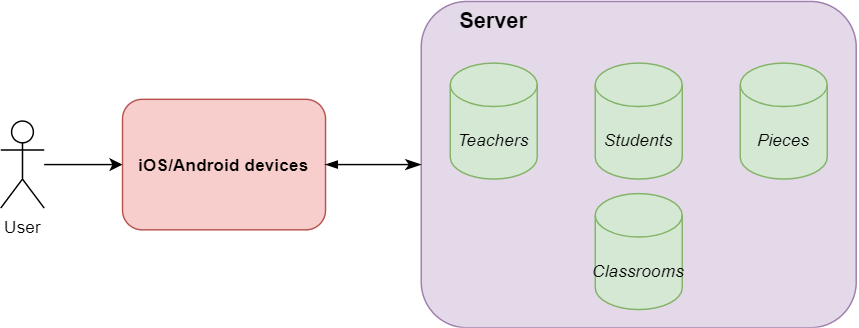 Server
Teachers
Students
Pieces
iOS/Android devices
User
Classrooms